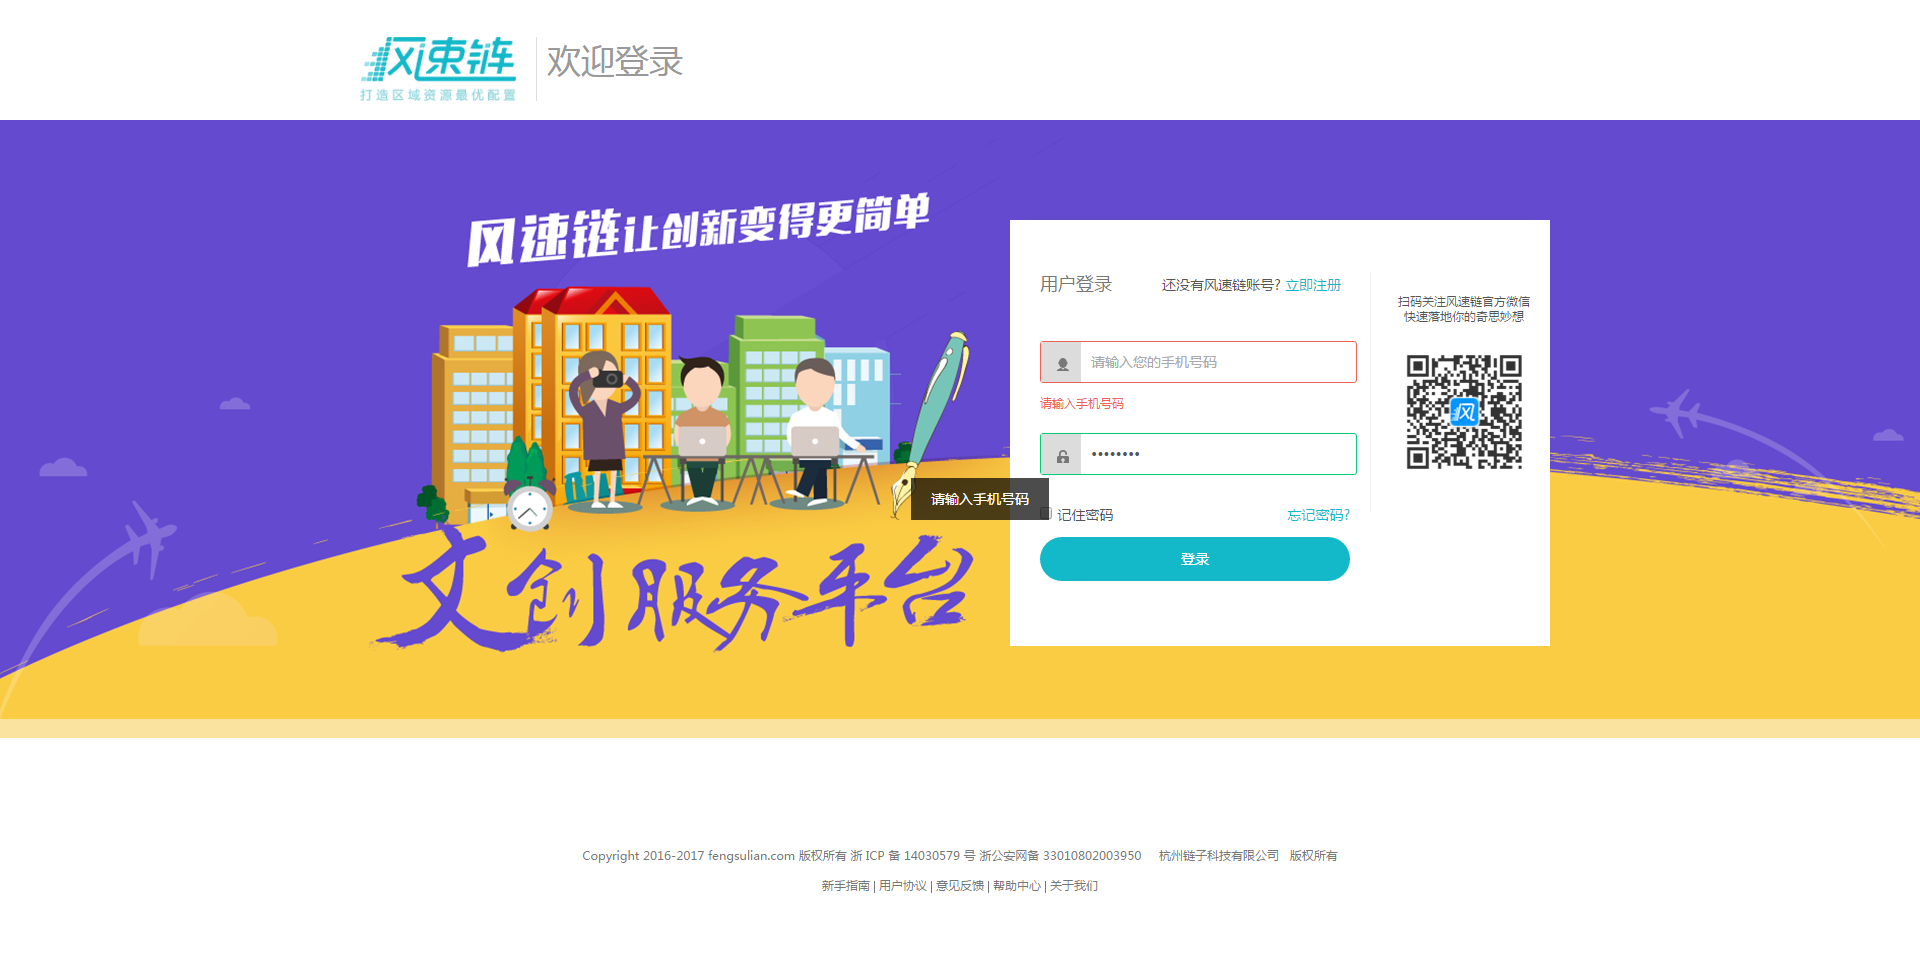 风速链
打造区域资源最优配置
欢迎登录
风速链让创新变得更简单
文创服务平台
用户登录
还没有风速链账号? 立即注册
请输入您的手机号码
请输入手机号码
••••••••
请输入手机号码
记住密码
忘记密码?
登录
扫码关注风速链官方微信
快速落地你的奇思妙想
风
Copyright 2016-2017 fengsulian.com 版权所有 浙 ICP 备 14030579 号 浙公安网备 33010802003950 杭州链子科技有限公司 版权所有
新手指南 | 用户协议 | 意见反馈 | 帮助中心 | 关于我们